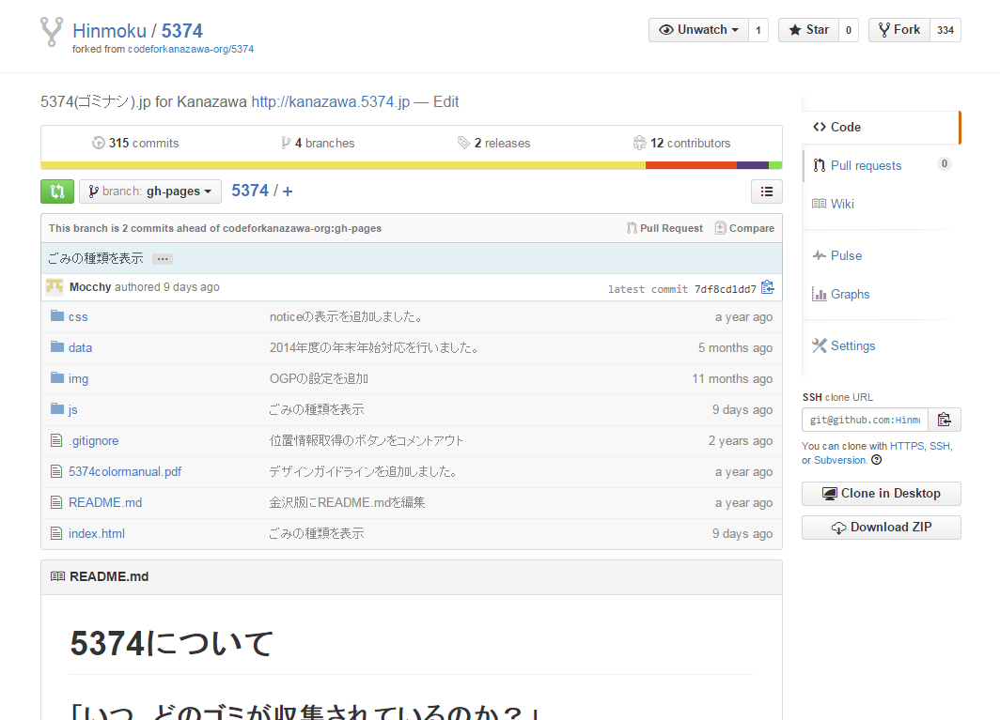 Hinmoku / 5374
forked from codeforkanazawa-org/5374
Unwatch 1 Star 0 Fork 334
5374(ゴミナシ).jp for Kanazawa http://kanazawa.5374.jp — Edit
315 commits 4 branches 2 releases 12 contributors
branch: gh-pages 5374 / +
This branch is 2 commits ahead of codeforkanazawa-org:gh-pages Pull Request Compare
ごみの種類を表示 …
Mocchy authored 9 days ago latest commit 7df8cd1dd7
css noticeの表示を追加しました。 a year ago
data 2014年度の年末年始対応を行いました。 5 months ago
img OGPの設定を追加 11 months ago
js ごみの種類を表示 9 days ago
.gitignore 位置情報取得のボタンをコメントアウト 2 years ago
5374colormanual.pdf デザインガイドラインを追加しました。 a year ago
README.md 金沢版にREADME.mdを編集 a year ago
index.html ごみの種類を表示 9 days ago
README.md
5374について
「いつ、どのゴミが収集されているのか？」
Code
Pull requests 0
Wiki
Pulse
Graphs
Settings
SSH clone URL
git@github.com:Hinm
You can clone with HTTPS, SSH,
or Subversion.
Clone in Desktop
Download ZIP